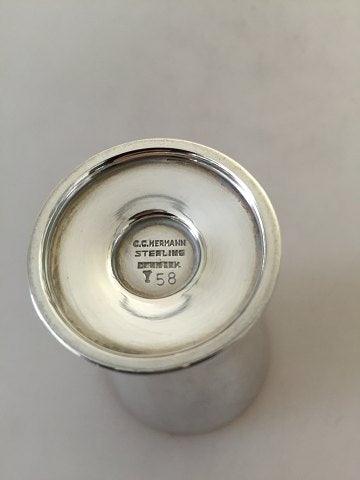 C.C. HERMANN
STERLING
DENMARK
Y 58